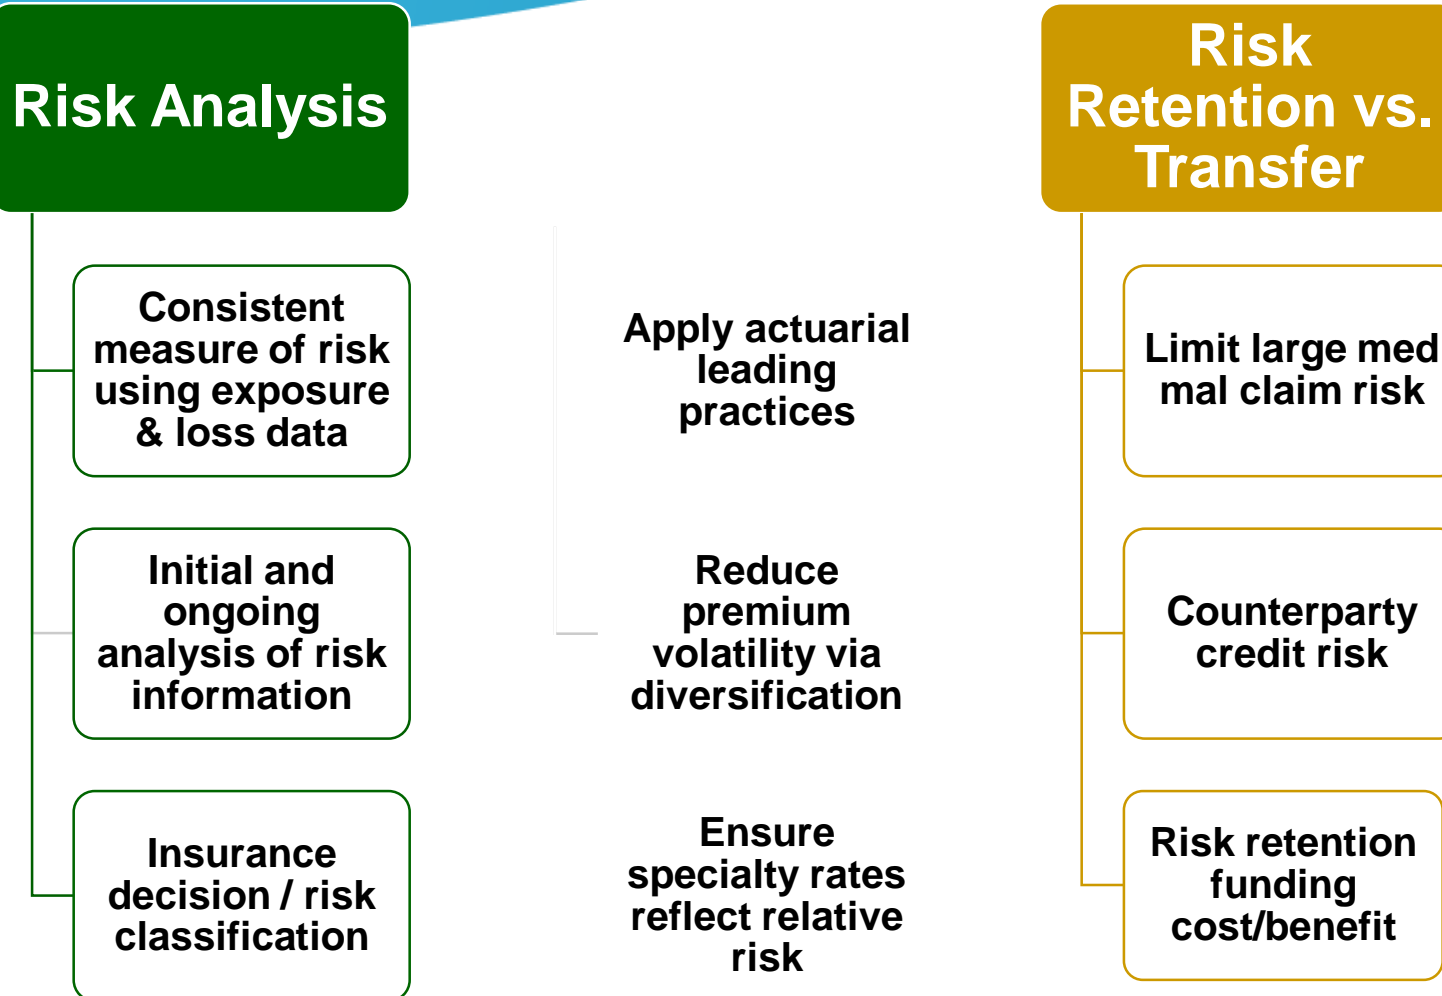 Risk Analysis
Consistent
measure of risk
using exposure
& loss data
Initial and
ongoing
analysis of risk
information
Insurance
decision / risk
classification
Apply actuarial
leading
practices
Reduce
premium
volatility via
diversification
Ensure
specialty rates
reflect relative
risk
Risk
Retention vs.
Transfer
Limit large med
mal claim risk
Counterparty
credit risk
Risk retention
funding
cost/benefit